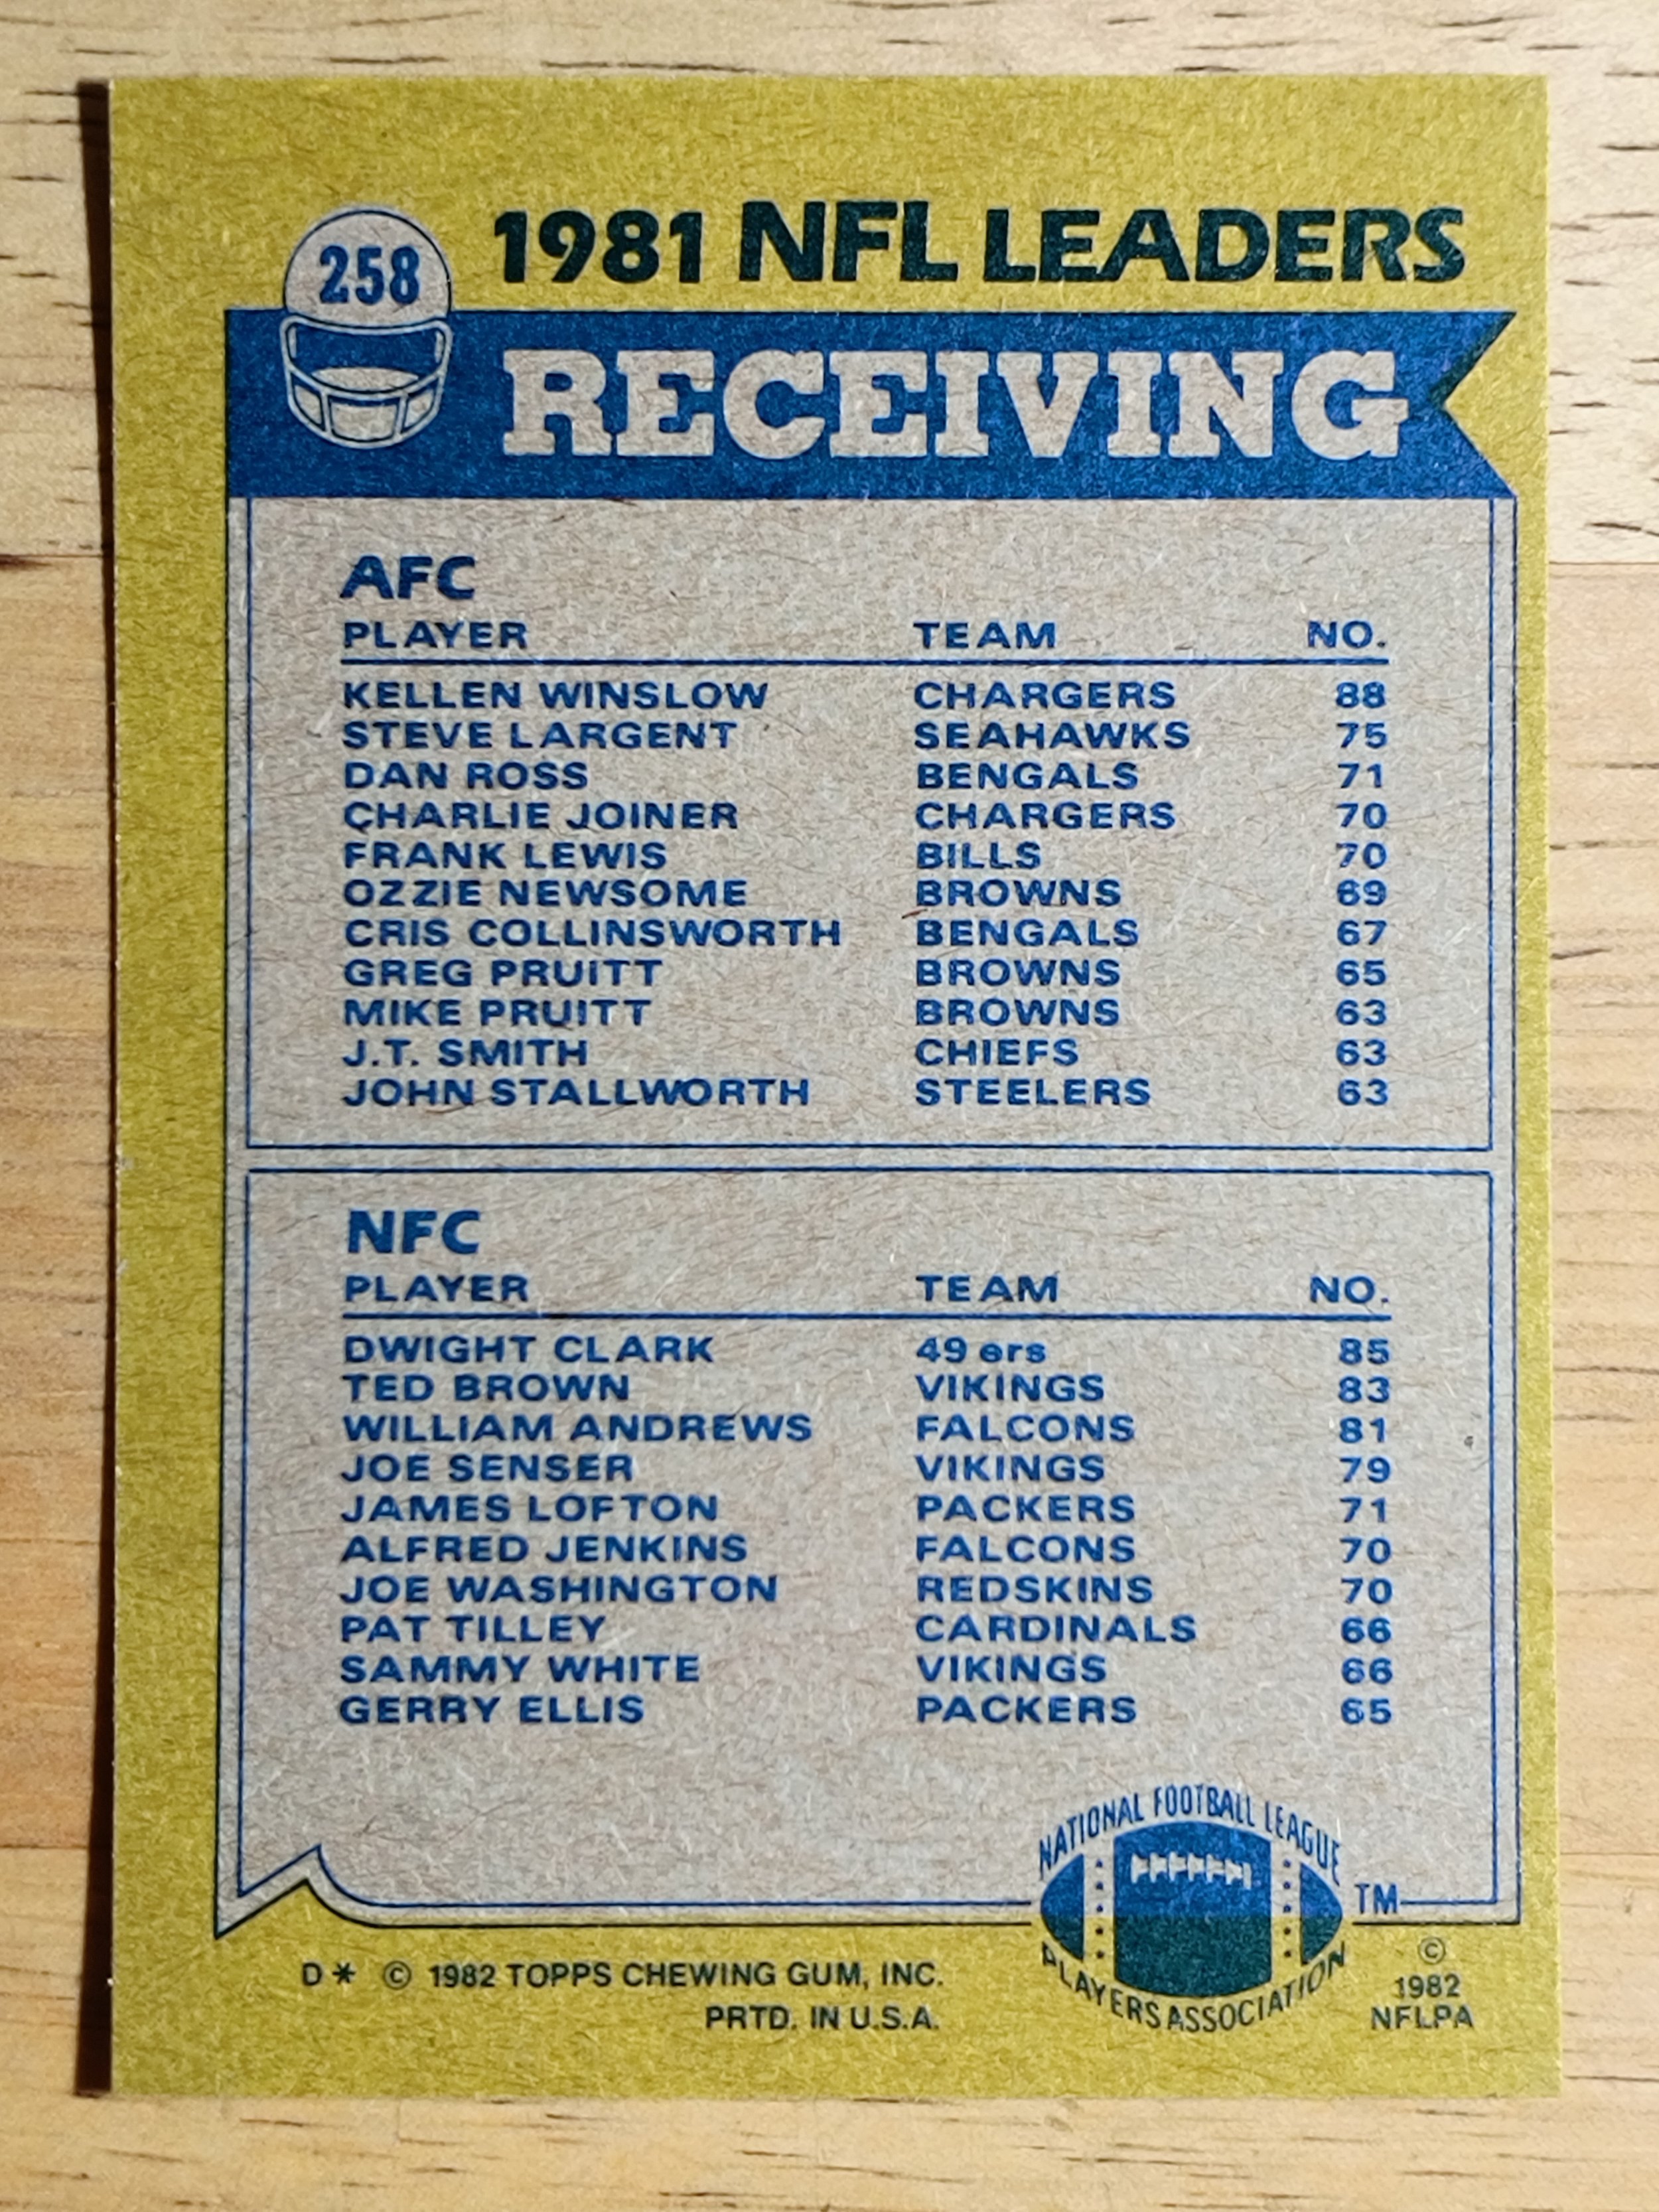 258
1981 NFL LEADERS
RECEIVING
AFC
PLAYER TEAM NO.
KELLEN WINSLOW CHARGERS 88
STEVE LARGENT SEAHAWKS 75
DAN ROSS BENGALS 71
CHARLIE JOINER CHARGERS 70
FRANK LEWIS BILLS 70
OZZIE NEWSOME BROWNS 69
CRIS COLLINSWORTH BENGALS 67
GREG PRUITT BROWNS 65
MIKE PRUITT BROWNS 63
J.T. SMITH CHIEFS 63
JOHN STALLWORTH STEELERS 63
NFC
PLAYER TEAM NO.
DWIGHT CLARK 49 ers 85
TED BROWN VIKINGS 83
WILLIAM ANDREWS FALCONS 81
JOE SENSER VIKINGS 79
JAMES LOFTON PACKERS 71
ALFRED JENKINS FALCONS 70
JOE WASHINGTON REDSKINS 70
PAT TILLEY CARDINALS 66
SAMMY WHITE VIKINGS 66
GERRY ELLIS PACKERS 65
NATIONAL FOOTBALL LEAGUE
PLAYERS ASSOCIATION
TM
D* © 1982 TOPPS CHEWING GUM, INC.
PRTD. IN U.S.A.
©
1982
NFLPA